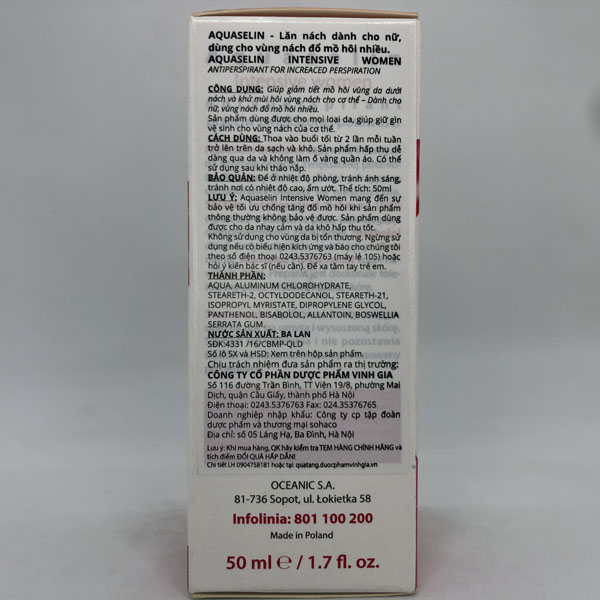 AQUASELIN - Lăn nách dành cho nữ,
dùng cho vùng nách đổ mồ hôi nhiều.
AQUASELIN INTENSIVE WOMEN
ANTIPERSPIRANT FOR INCREACED PERSPIRATION
CÔNG DỤNG: Giúp giảm tiết mồ hôi vùng da dưới
nách và khử mùi hôi vùng nách cho cơ thể – Dành cho
nữ, vùng nách đổ mồ hôi nhiều.
Sản phẩm dùng được cho mọi loại da, giúp giữ gìn
vệ sinh cho vùng nách của cơ thể.
CÁCH DÙNG: Thoa vào buổi tối từ 2 lần mỗi tuần
trở lên trên da sạch và khô. Sản phẩm hấp thu dễ
dàng qua da và không làm ố vàng quần áo. Có thể
sử dụng sau khi tháo nắp.
BẢO QUẢN: Để ở nhiệt độ phòng, tránh ánh sáng,
tránh nơi có nhiệt độ cao, ẩm ướt. Thể tích: 50ml
LƯU Ý: Aquaselin Intensive Women mang đến sự
bảo vệ tối ưu chống tăng đổ mồ hôi khi sản phẩm
thông thường không bảo vệ được. Sản phẩm dùng
được cho da nhạy cảm và da khô hấp thu tốt.
Không sử dụng cho vùng da bị tổn thương. Ngừng sử
dụng nếu có biểu hiện kích ứng và báo cho chúng tôi
theo số điện thoại 0243.5376763 (máy lẻ 105) hoặc
hỏi ý kiến bác sĩ (nếu cần). Để xa tầm tay trẻ em.
THÀNH PHẦN:
AQUA, ALUMINUM CHLOROHYDRATE,
STEARETH-2, OCTYLDODECANOL, STEARETH-21,
ISOPROPYL MYRISTATE, DIPROPYLENE GLYCOL,
PANTHENOL, BISABOLOL, ALLANTOIN, BOSWELLIA
SERRATA GUM.
NƯỚC SẢN XUẤT: BA LAN
SĐK:4331 /16/CBMP-QLD
Số lô SX và HSD: Xem trên hộp sản phẩm.
Chịu trách nhiệm đưa sản phẩm ra thị trường:
CÔNG TY CỔ PHẦN DƯỢC PHẨM VINH GIA
Số 116 đường Trần Bình, TT Viện 19/8, phường Mai
Dịch, quận Cầu Giấy, thành phố Hà Nội
Điện thoại: 0243.5376763 Fax: 024.35376765
Doanh nghiệp nhập khẩu: Công ty cp tập đoàn
dược phẩm và thương mại sohaco
Địa chỉ: số 05 Láng Hạ, Ba Đình, Hà Nội
Lưu ý: Khi mua hàng, QK hãy kiểm tra TEM HÀNG CHÍNH HÃNG và
tích điểm ĐỔI QUÀ HẤP DẪN!
Chi tiết LH 0904758181 hoặc tại: quatang.duocphamvinhgia.vn
OCEANIC S.A.
81-736 Sopot, ul. Łokietka 58
Infolinia: 801 100 200
Made in Poland
50 ml ℮ / 1.7 fl. oz.